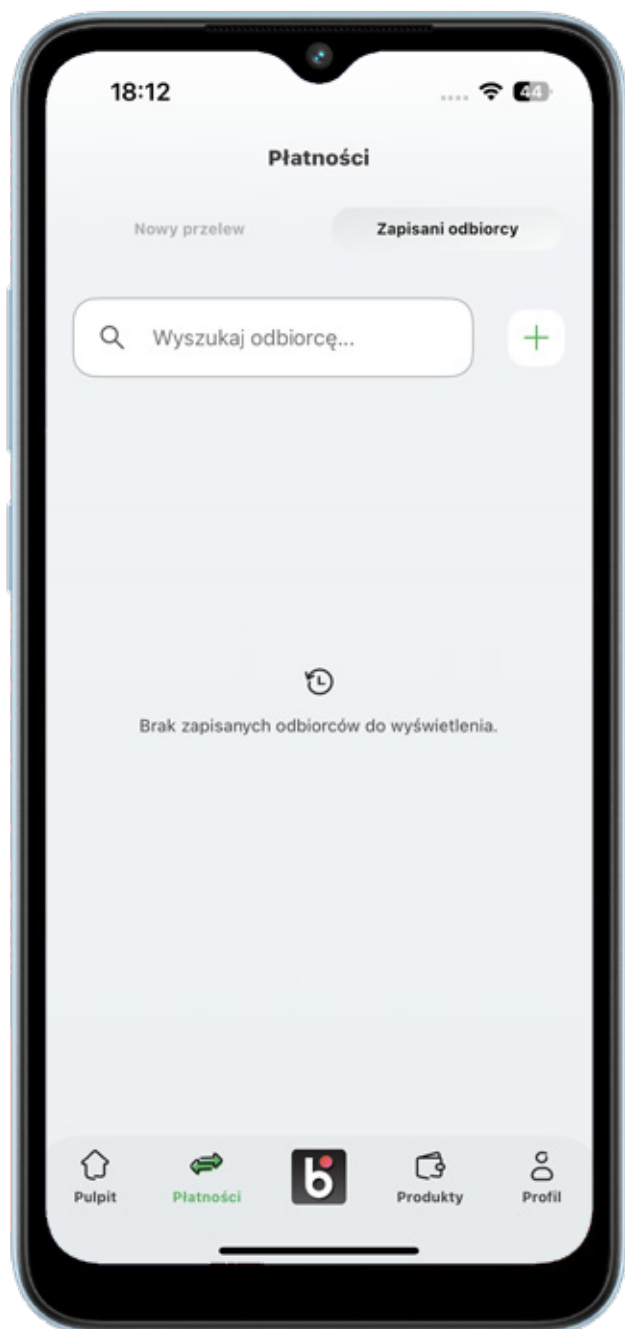 18:12
44
Płatności
Nowy przelew
Zapisani odbiorcy
Wyszukaj odbiorcę...
Brak zapisanych odbiorców do wyświetlenia.
Pulpit
Płatności
b
Produkty
Profil